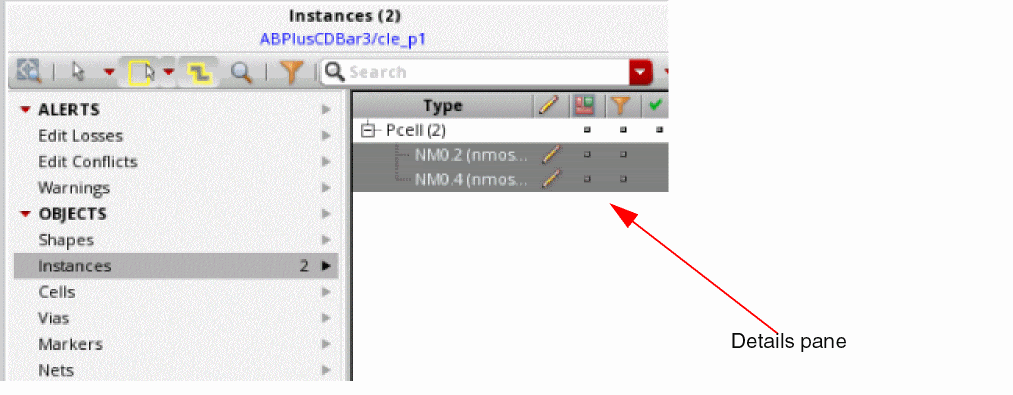 Instances (2)
ABPlusCDBar3/cle_p1
Search
ALERTS
Edit Losses
Edit Conflicts
Warnings
OBJECTS
Shapes
Instances 2
Cells
Vias
Markers
Nets
Type
Pcell (2)
NM0.2 (nmos...
NM0.4 (nmos...
Details pane